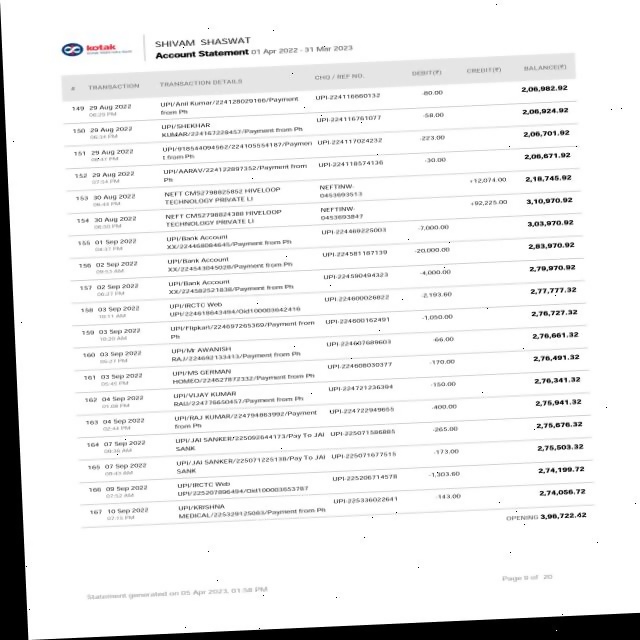 kotak
SHIVAM SHASWAT
Account Statement 01 Apr 2022 - 31 Mar 2023
# TRANSACTION TRANSACTION DETAILS CHQ / REF NO. DEBIT(₹) CREDIT(₹) BALANCE(₹)
149 29 Aug 2022 UPI/Anil Kumar/224128029166/Payment UPI-224116660132 -80.00 2,06,982.92
06:25 PM from Ph
150 29 Aug 2022 UPI/SHEKHAR UPI-224116761077 -58.00 2,06,924.92
06:34 PM KUMAR/224167228457/Payment from Ph
151 29 Aug 2022 UPI/918544094562/224105554187/Paymen UPI-224117024232 -223.00 2,06,701.92
06:47 PM t from Ph
152 29 Aug 2022 UPI/AARAV/224122897352/Payment from UPI-224118574136 -30.00 2,06,671.92
07:54 PM Ph
153 30 Aug 2022 NEFT CMS2798825852 HIVELOOP NEFTINW- +12,074.00 2,18,745.92
06:44 PM TECHNOLOGY PRIVATE LI 0453693513
154 30 Aug 2022 NEFT CMS2798824388 HIVELOOP NEFTINW- +92,225.00 3,10,970.92
06:50 PM TECHNOLOGY PRIVATE LI 0453693847
155 01 Sep 2022 UPI/Bank Account UPI-224469225003 -7,000.00 3,03,970.92
04:37 PM XX/224468084645/Payment from Ph
156 02 Sep 2022 UPI/Bank Account UPI-224581187139 -20,000.00 2,83,970.92
09:53 AM XX/224543045028/Payment from Ph
157 02 Sep 2022 UPI/Bank Account UPI-224590494323 -4,000.00 2,79,970.92
06:27 PM XX/224582521838/Payment from Ph
158 03 Sep 2022 UPI/IRCTC Web UPI-224600026822 -2,193.60 2,77,777.32
10:11 AM UPI/224618643494/Oid100003642416
159 03 Sep 2022 UPI/Flipkart/224697265369/Payment from UPI-224600162491 -1,050.00 2,76,727.32
10:20 AM Ph
160 03 Sep 2022 UPI/Mr AWANISH UPI-224607689603 -66.00 2,76,661.32
05:27 PM RAJ/224692133413/Payment from Ph
161 03 Sep 2022 UPI/MS GERMAN UPI-224608030377 -170.00 2,76,491.32
05:45 PM HOMEO/224627872332/Payment from Ph
162 04 Sep 2022 UPI/VIJAY KUMAR UPI-224721236394 -150.00 2,76,341.32
01:08 PM RAU/224776650457/Payment from Ph
163 04 Sep 2022 UPI/RAJ KUMAR/224794863992/Payment UPI-224722949655 -400.00 2,75,941.32
02:44 PM from Ph
164 07 Sep 2022 UPI/JAI SANKER/225092644173/Pay To JAI UPI-225071586885 -265.00 2,75,676.32
08:36 AM SANK
165 07 Sep 2022 UPI/JAI SANKER/225071225138/Pay To JAI UPI-225071677515 -173.00 2,75,503.32
08:43 AM SANK
166 09 Sep 2022 UPI/IRCTC Web UPI-225206714578 -1,303.60 2,74,199.72
07:52 AM UPI/225207896494/Oid100003653787
167 10 Sep 2022 UPI/KRISHNA UPI-225336022641 -143.00 2,74,056.72
07:15 PM MEDICAL/225329125063/Payment from Ph
OPENING 3,96,722.42
Statement generated on 05 Apr 2023, 01:58 PM
Page 9 of 20